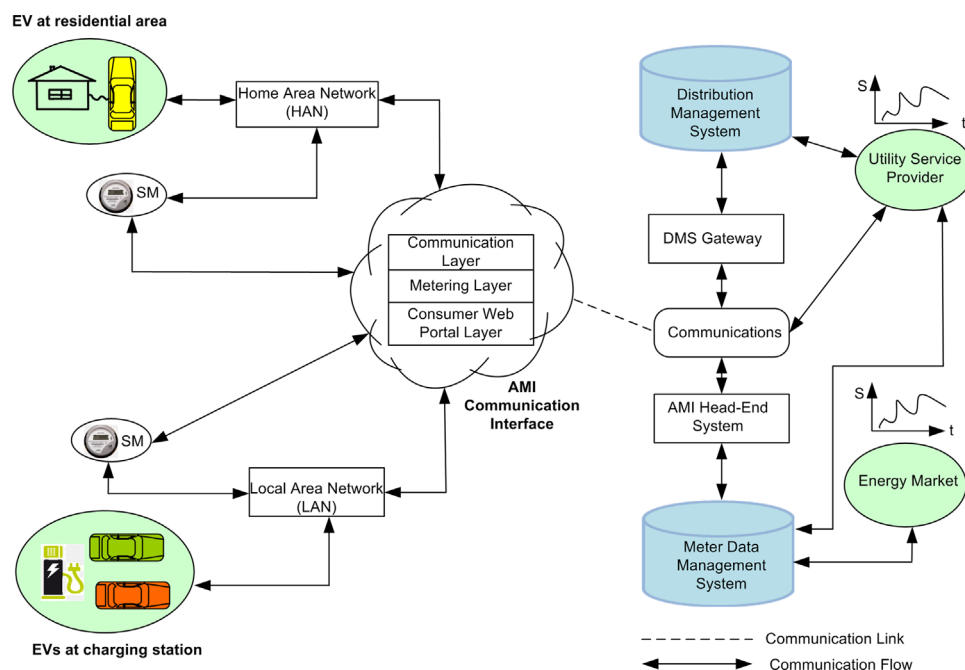 EV at residential area
Home Area Network
(HAN)
SM
Communication
Layer
Metering Layer
Consumer Web
Portal Layer
AMI
Communication
Interface
SM
Local Area Network
(LAN)
EVs at charging station
Distribution
Management
System
S
t
Utility Service
Provider
DMS Gateway
Communications
AMI Head-End
System
S
t
Energy Market
Meter Data
Management
System
Communication Link
Communication Flow